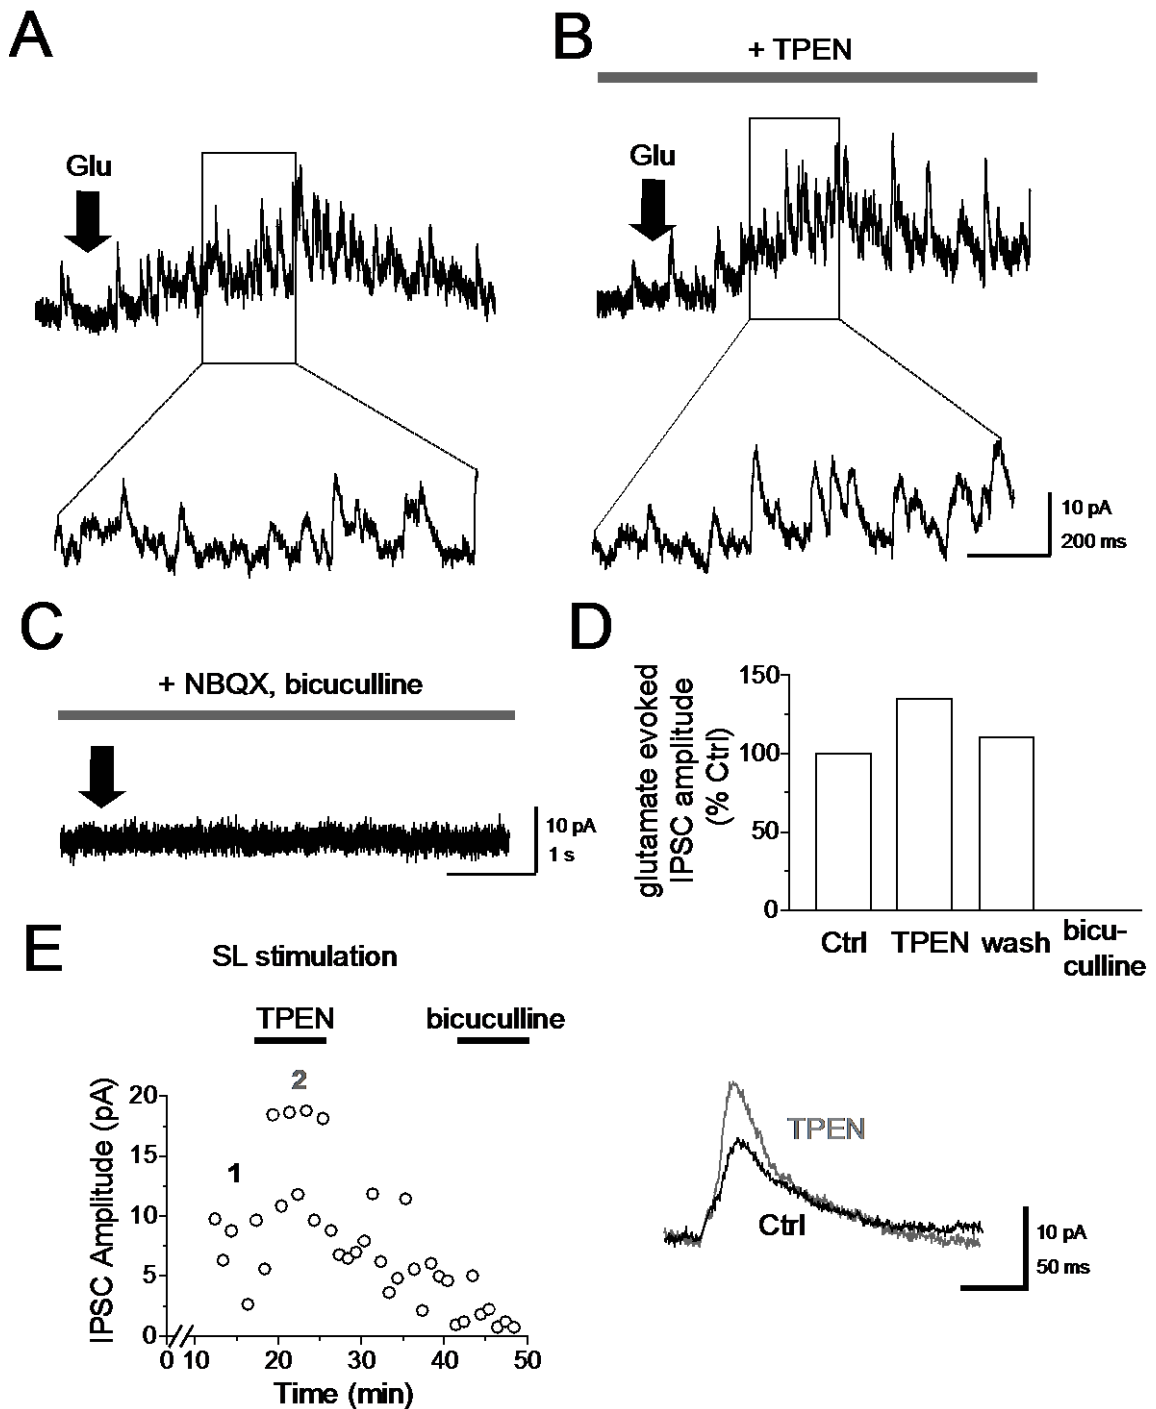 A
Glu
B
+ TPEN
Glu
10 pA
200 ms
C
+ NBQX, bicuculline
10 pA
1 s
D
glutamate evoked
IPSC amplitude
(% Ctrl)
150
100
50
0
Ctrl
TPEN
wash
bicu-
culline
E
SL stimulation
TPEN
bicuculline
2
1
IPSC Amplitude (pA)
20
15
10
5
0
0 10 20 30 40 50
Time (min)
TPEN
Ctrl
10 pA
50 ms